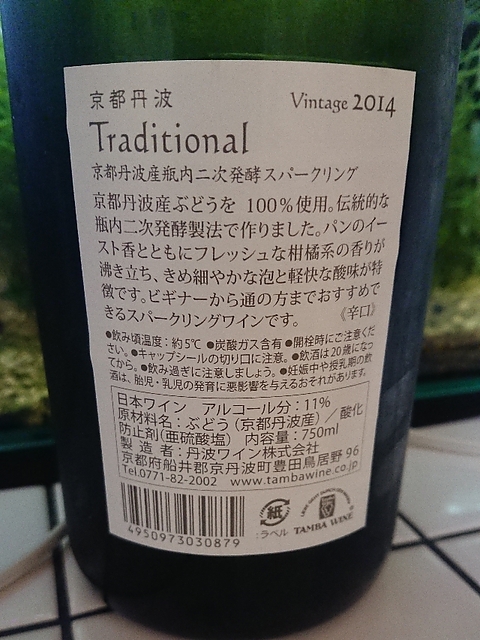 京都丹波
Vintage 2014
Traditional
京都丹波産瓶内二次発酵スパークリング
京都丹波産ぶどうを 100%使用。伝統的な
瓶内二次発酵製法で作りました。パンのイー
スト香とともにフレッシュな柑橘系の香りが
沸き立ち、きめ細やかな泡と軽快な酸味が特
徴です。ビギナーから通の方までおすすめで
きるスパークリングワインです。 《辛口》
●飲み頃温度：約5℃ ●炭酸ガス含有 ●開栓時にご注意くだ
さい。●キャップシールの切り口に注意。●飲酒は20歳になっ
てから。●飲み過ぎに注意しましょう。●妊娠中や授乳期の飲
酒は、胎児・乳児の発育に悪影響を与えるおそれがあります。
日本ワイン アルコール分：11%
原材料名：ぶどう（京都丹波産）／酸化
防止剤（亜硫酸塩） 内容量：750ml
製造者：丹波ワイン株式会社
京都府船井郡京丹波町豊田鳥居野 96
Tel.0771-82-2002 www.tambawine.co.jp
4950973030879
紙
：ラベル
TAMBA WINE